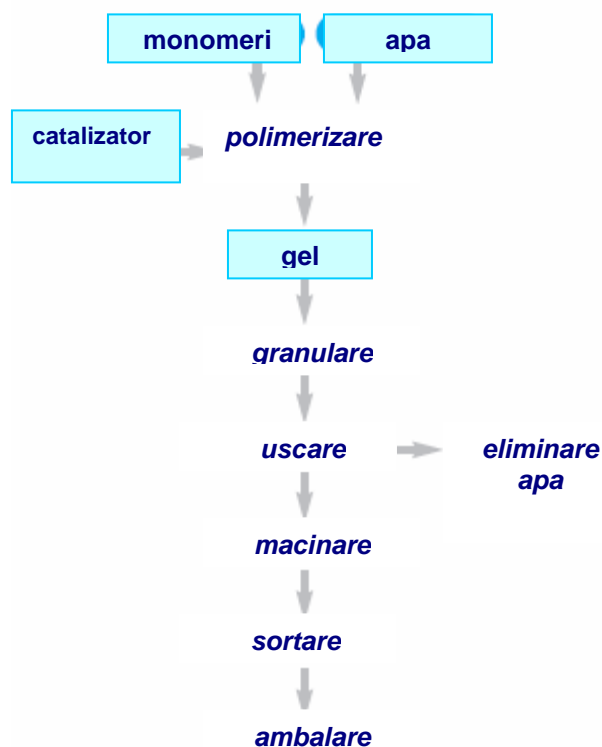 monomeri
apa
catalizator
polimerizare
gel
granulare
uscare
eliminare
apa
macinare
sortare
ambalare